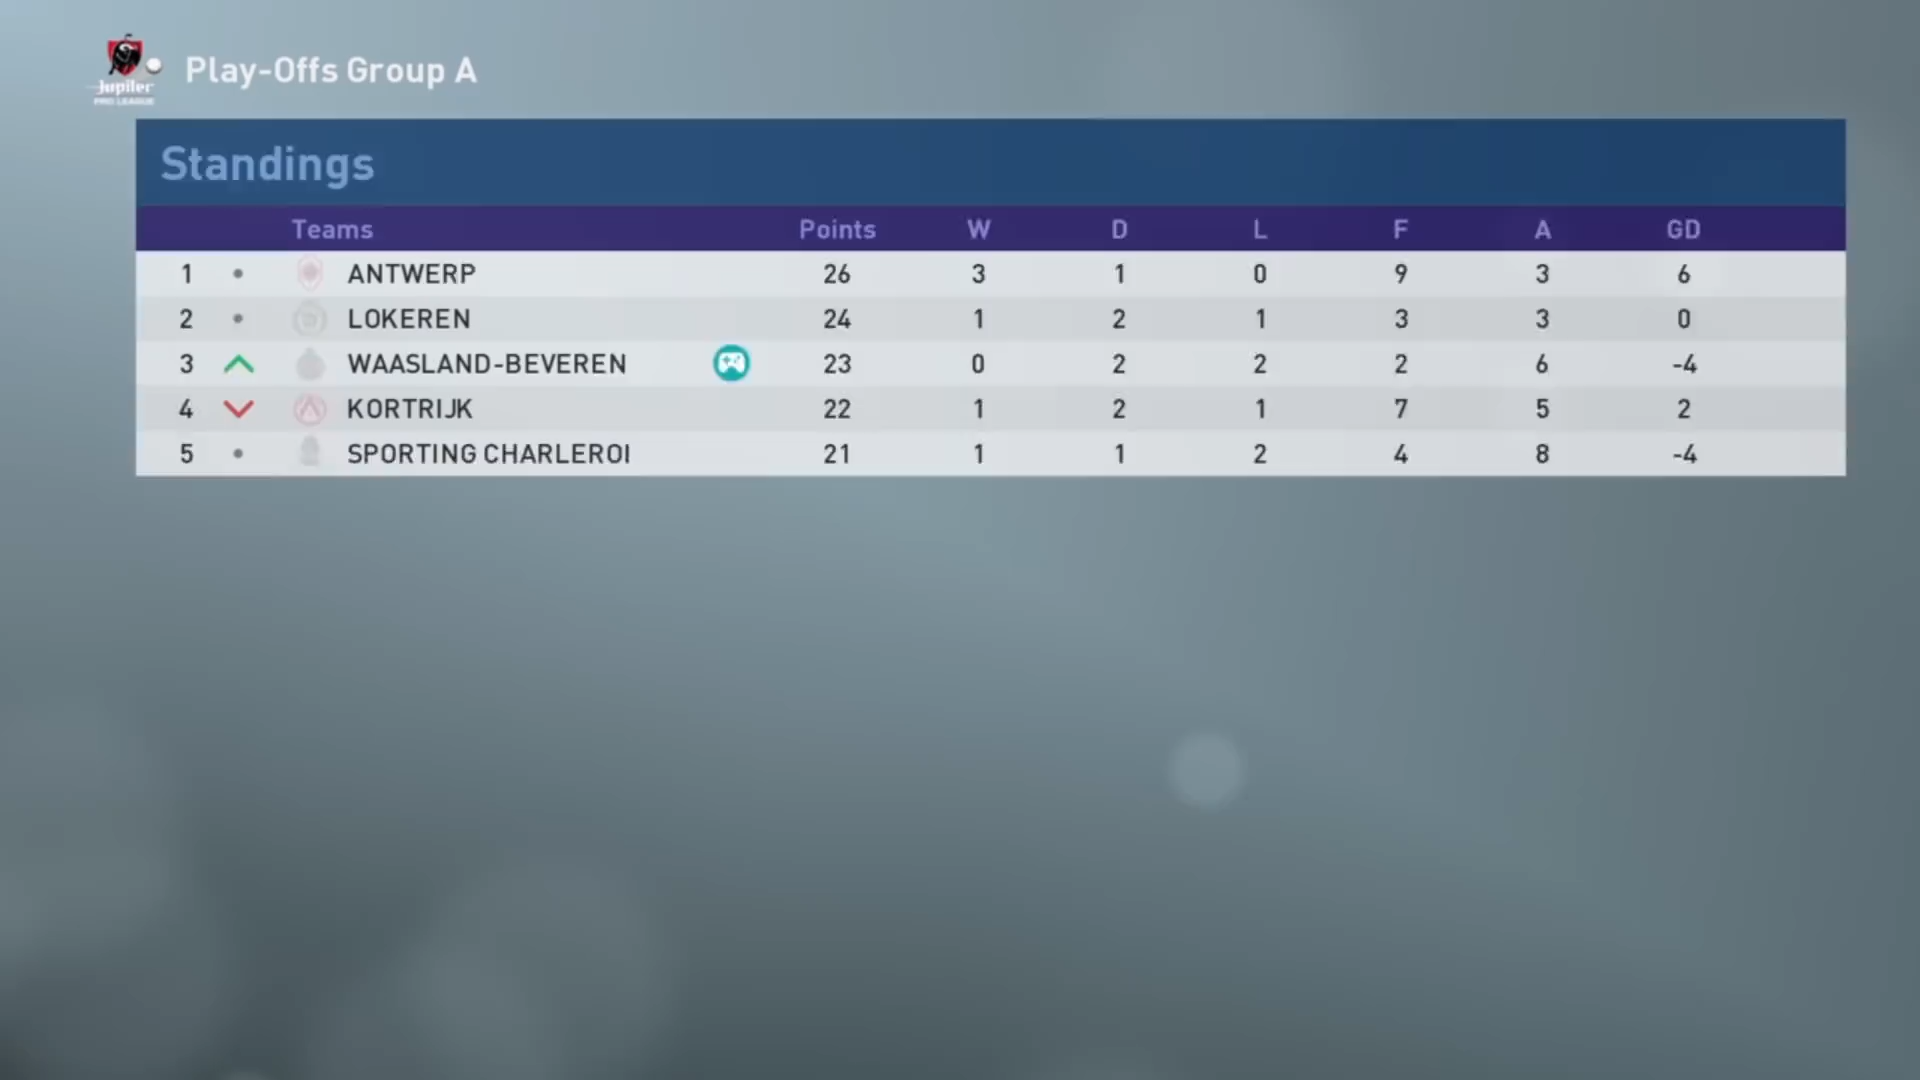 Jupiler
PRO LEAGUE
Play-Offs Group A
Standings
Teams Points W D L F A GD
1 ANTWERP 26 3 1 0 9 3 6
2 LOKEREN 24 1 2 1 3 3 0
3 WAASLAND-BEVEREN 23 0 2 2 2 6 -4
4 KORTRIJK 22 1 2 1 7 5 2
5 SPORTING CHARLEROI 21 1 1 2 4 8 -4